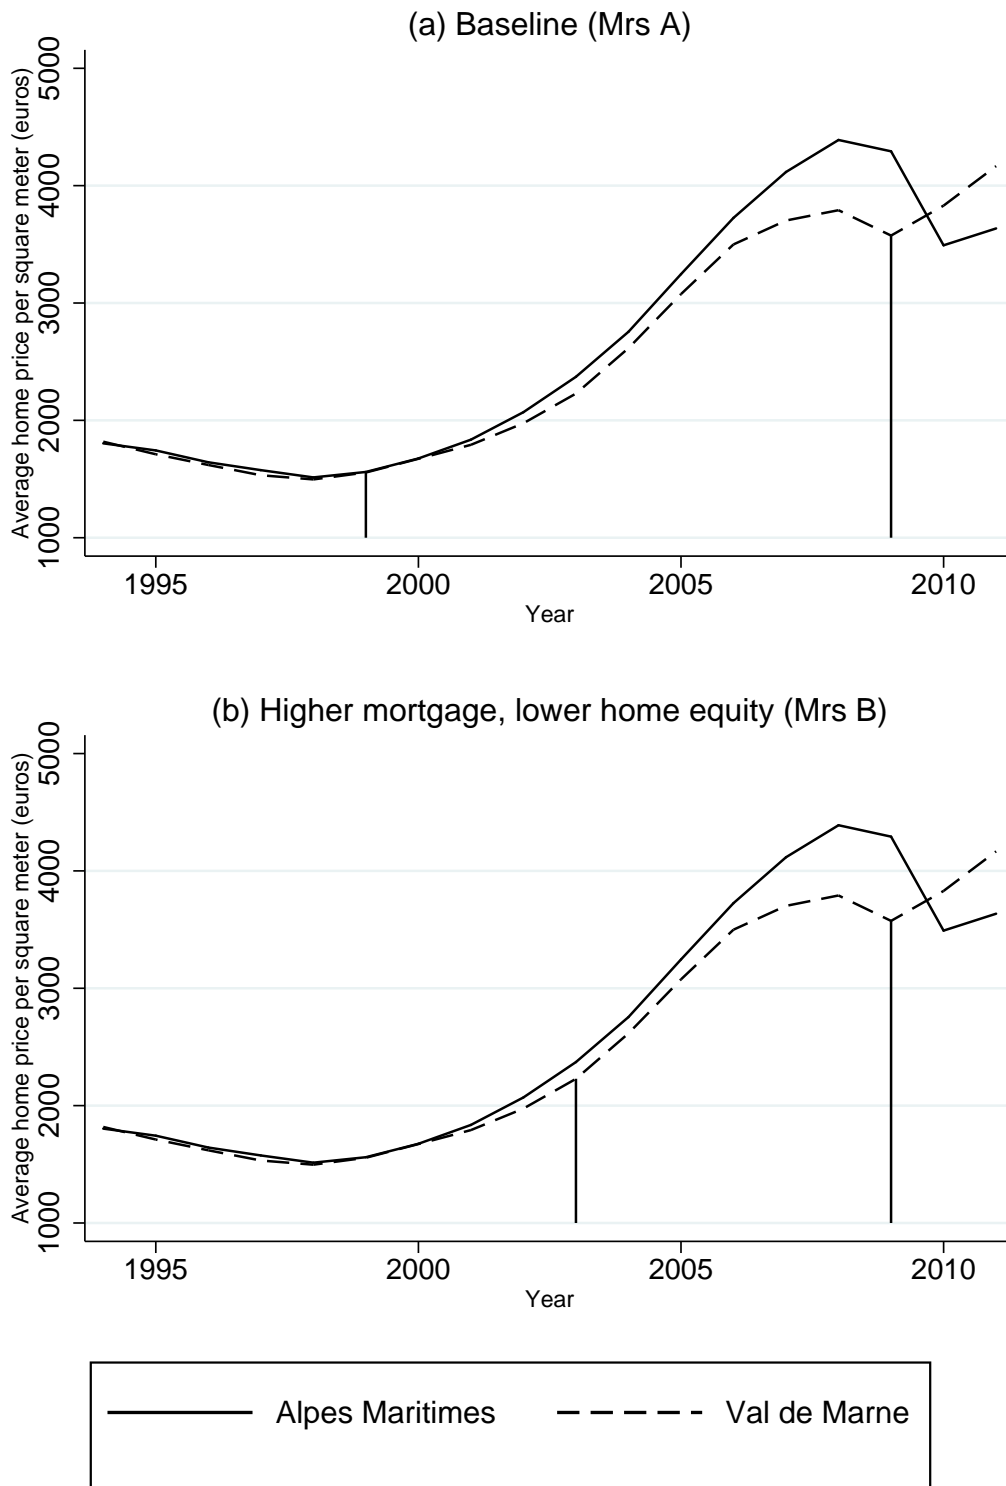 (a) Baseline (Mrs A)
Average home price per square meter (euros)
5000
4000
3000
2000
1000
1995 2000 2005 2010
Year
(b) Higher mortgage, lower home equity (Mrs B)
Average home price per square meter (euros)
5000
4000
3000
2000
1000
1995 2000 2005 2010
Year
Alpes Maritimes Val de Marne